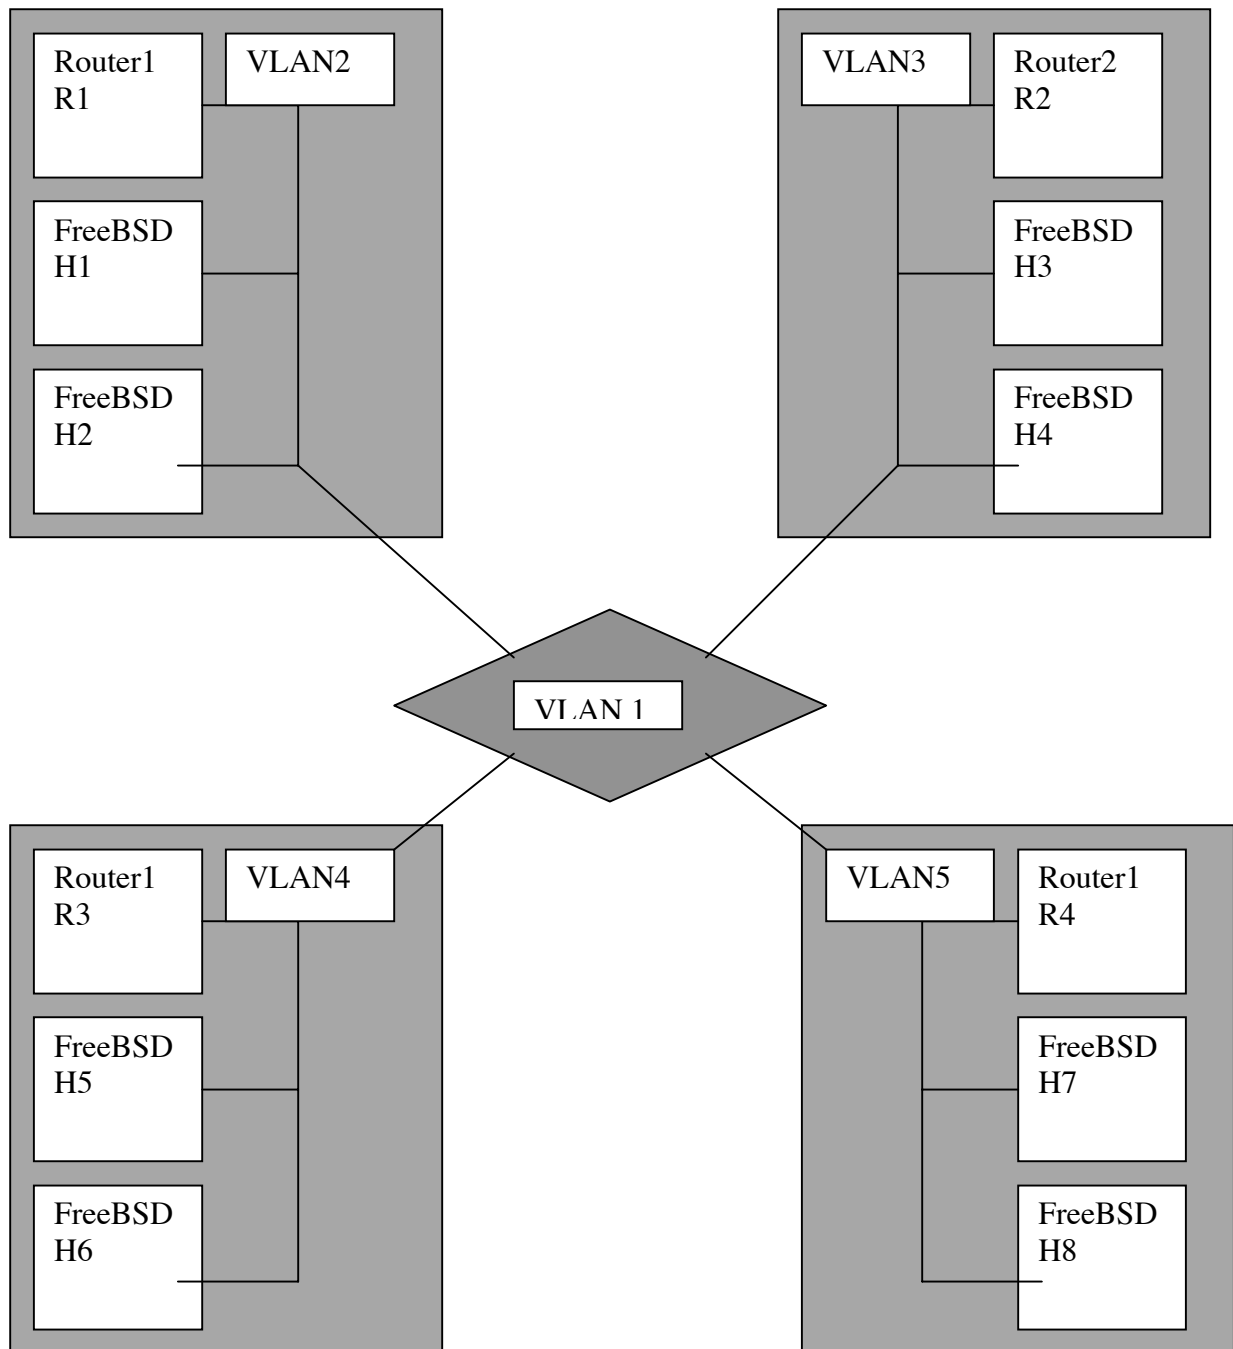 Router1
R1
VLAN2
FreeBSD
H1
FreeBSD
H2
VLAN3
Router2
R2
FreeBSD
H3
FreeBSD
H4
VLAN 1
Router1
R3
VLAN4
FreeBSD
H5
FreeBSD
H6
VLAN5
Router1
R4
FreeBSD
H7
FreeBSD
H8